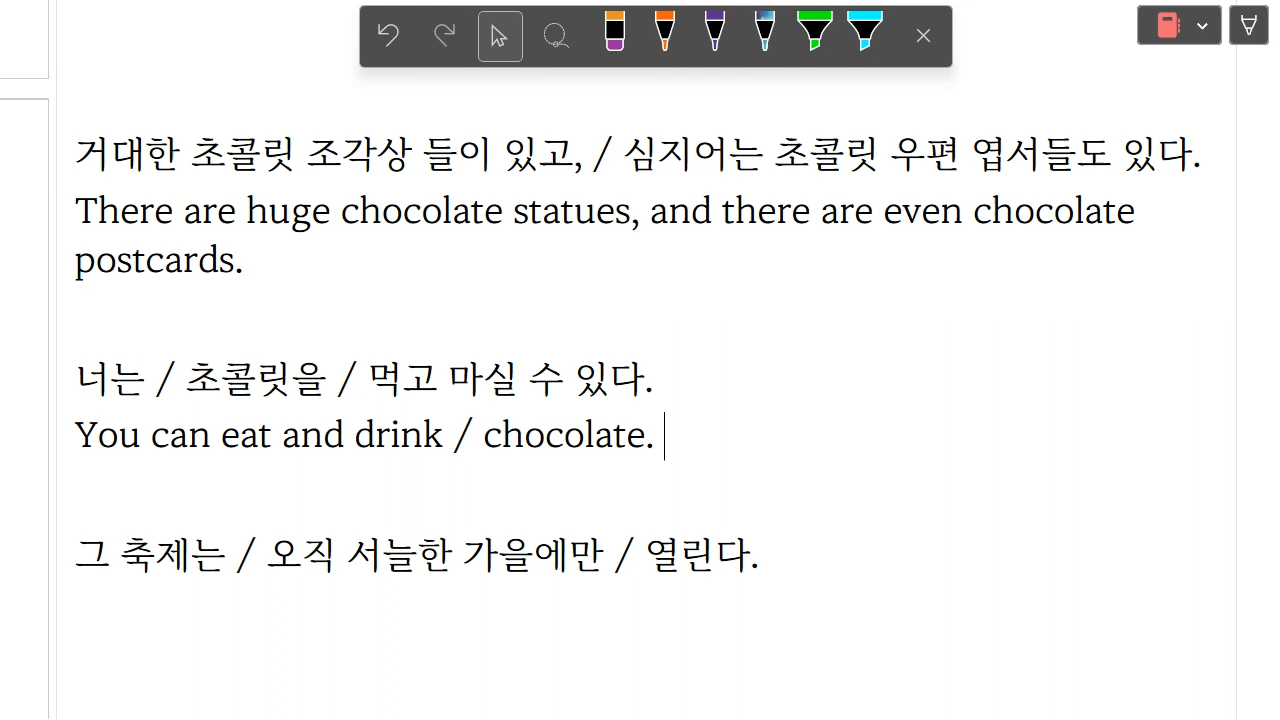 거대한 초콜릿 조각상 들이 있고, / 심지어는 초콜릿 우편 엽서들도 있다.
There are huge chocolate statues, and there are even chocolate
postcards.
너는 / 초콜릿을 / 먹고 마실 수 있다.
You can eat and drink / chocolate.
그 축제는 / 오직 서늘한 가을에만 / 열린다.